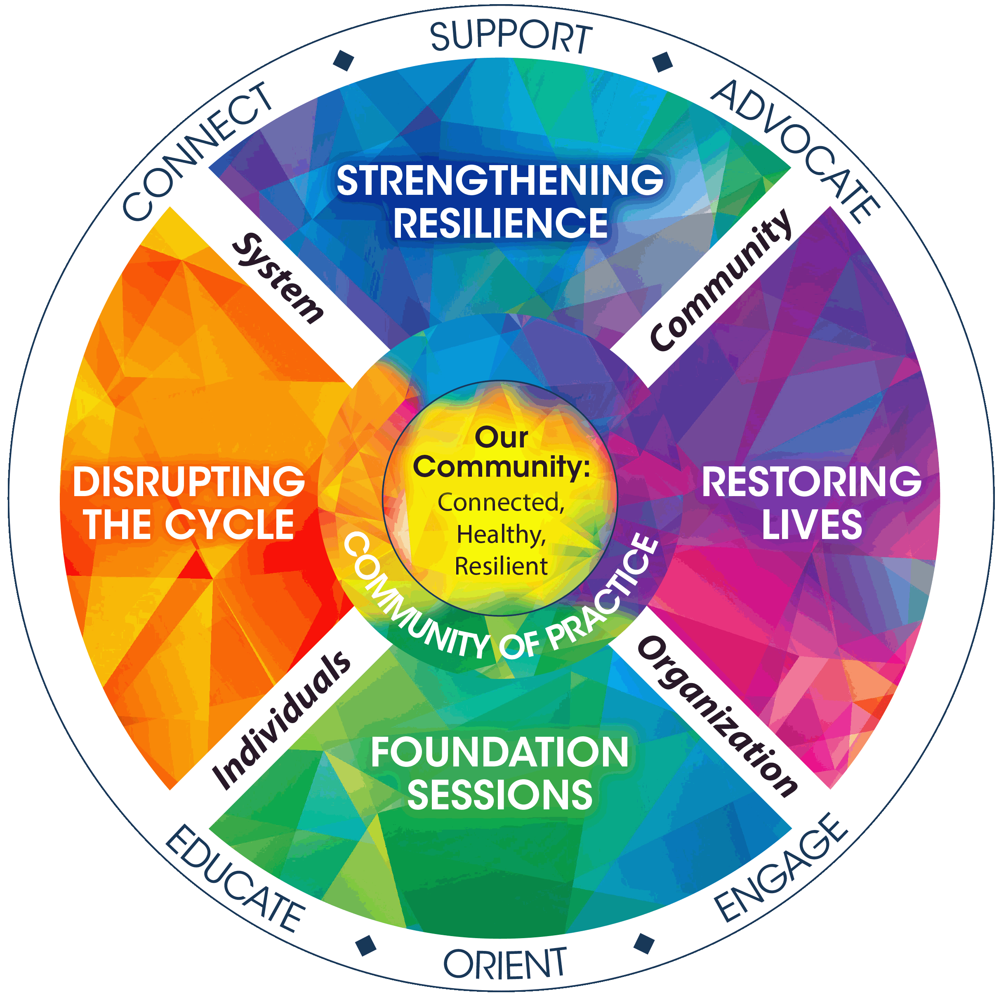 SUPPORT
CONNECT
ADVOCATE
STRENGTHENING
RESILIENCE
System
Community
Our
Community:
Connected,
Healthy,
Resilient
DISRUPTING
THE CYCLE
RESTORING
LIVES
COMMUNITY OF PRACTICE
Individuals
Organization
FOUNDATION
SESSIONS
EDUCATE
ENGAGE
ORIENT